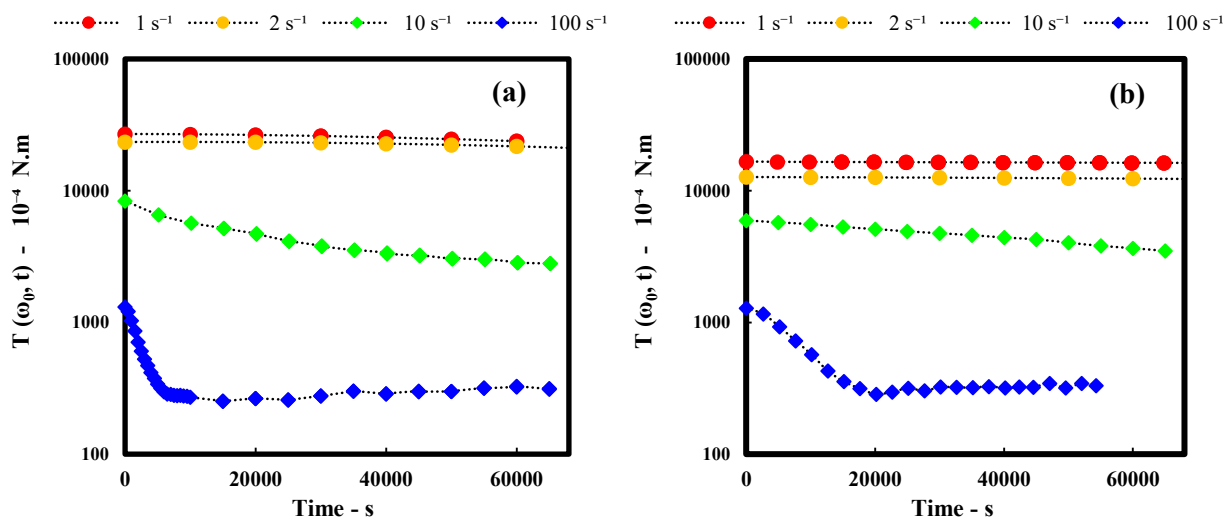 1 s⁻¹ 2 s⁻¹ 10 s⁻¹ 100 s⁻¹
(a)
100000
10000
1000
100
T (ω₀, t) - 10⁻⁴ N.m
0 20000 40000 60000
Time - s
1 s⁻¹ 2 s⁻¹ 10 s⁻¹ 100 s⁻¹
(b)
100000
10000
1000
100
T (ω₀, t) - 10⁻⁴ N.m
0 20000 40000 60000
Time - s